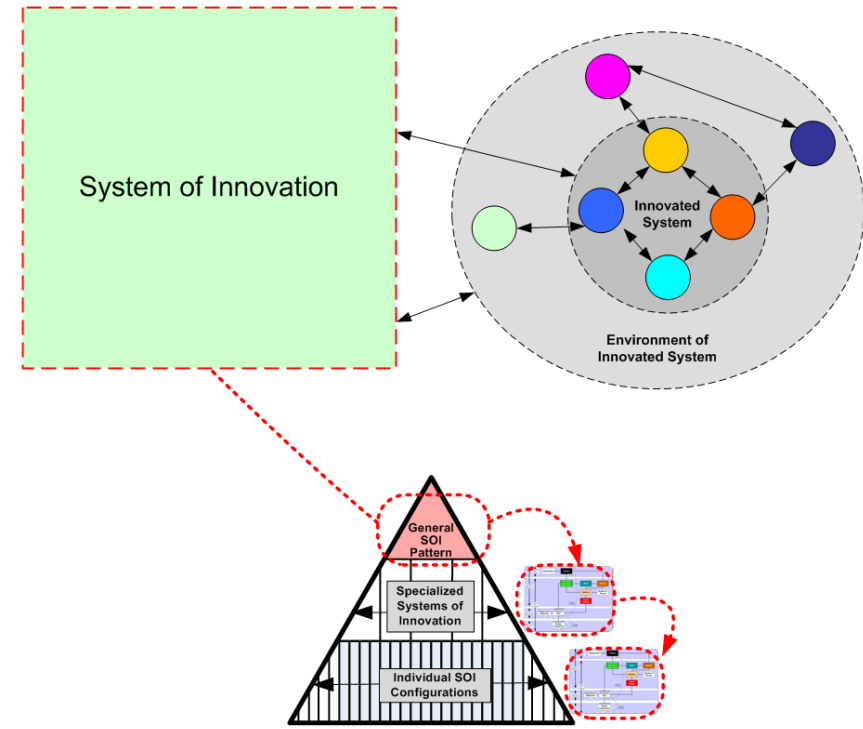 System of Innovation
Innovated
System
Environment of
Innovated System
General
SOI
Pattern
Specialized
Systems of
Innovation
Individual SOI
Configurations